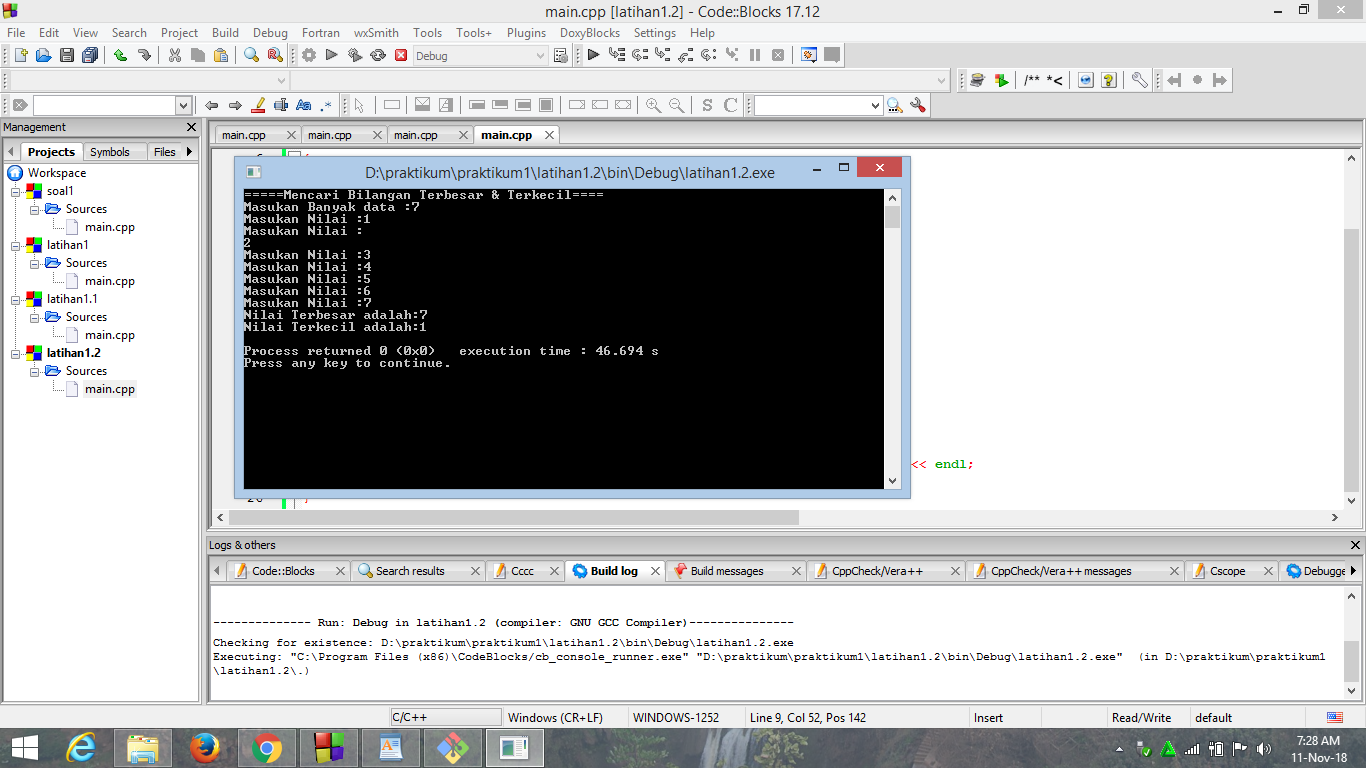 main.cpp [latihan1.2] - Code::Blocks 17.12
File Edit View Search Project Build Debug Fortran wxSmith Tools Tools+ Plugins DoxyBlocks Settings Help
Debug
/** *<
Aa .*
S C
Management
main.cpp main.cpp main.cpp main.cpp
Projects Symbols Files
Workspace
soal1
Sources
main.cpp
latihan1
Sources
main.cpp
latihan1.1
Sources
main.cpp
latihan1.2
Sources
main.cpp
D:\praktikum\praktikum1\latihan1.2\bin\Debug\latihan1.2.exe
=====Mencari Bilangan Terbesar & Terkecil====
Masukan Banyak data :7
Masukan Nilai :1
Masukan Nilai :
2
Masukan Nilai :3
Masukan Nilai :4
Masukan Nilai :5
Masukan Nilai :6
Masukan Nilai :7
Nilai Terbesar adalah:7
Nilai Terkecil adalah:1
Process returned 0 (0x0)   execution time : 46.694 s
Press any key to continue.
<< endl;
Logs & others
Code::Blocks Search results Cccc Build log Build messages CppCheck/Vera++ CppCheck/Vera++ messages Cscope Debugge
-------------- Run: Debug in latihan1.2 (compiler: GNU GCC Compiler)---------------
Checking for existence: D:\praktikum\praktikum1\latihan1.2\bin\Debug\latihan1.2.exe
Executing: "C:\Program Files (x86)\CodeBlocks/cb_console_runner.exe" "D:\praktikum\praktikum1\latihan1.2\bin\Debug\latihan1.2.exe"  (in D:\praktikum\praktikum1
\latihan1.2\.)
C/C++ Windows (CR+LF) WINDOWS-1252 Line 9, Col 52, Pos 142 Insert Read/Write default
7:28 AM
11-Nov-18